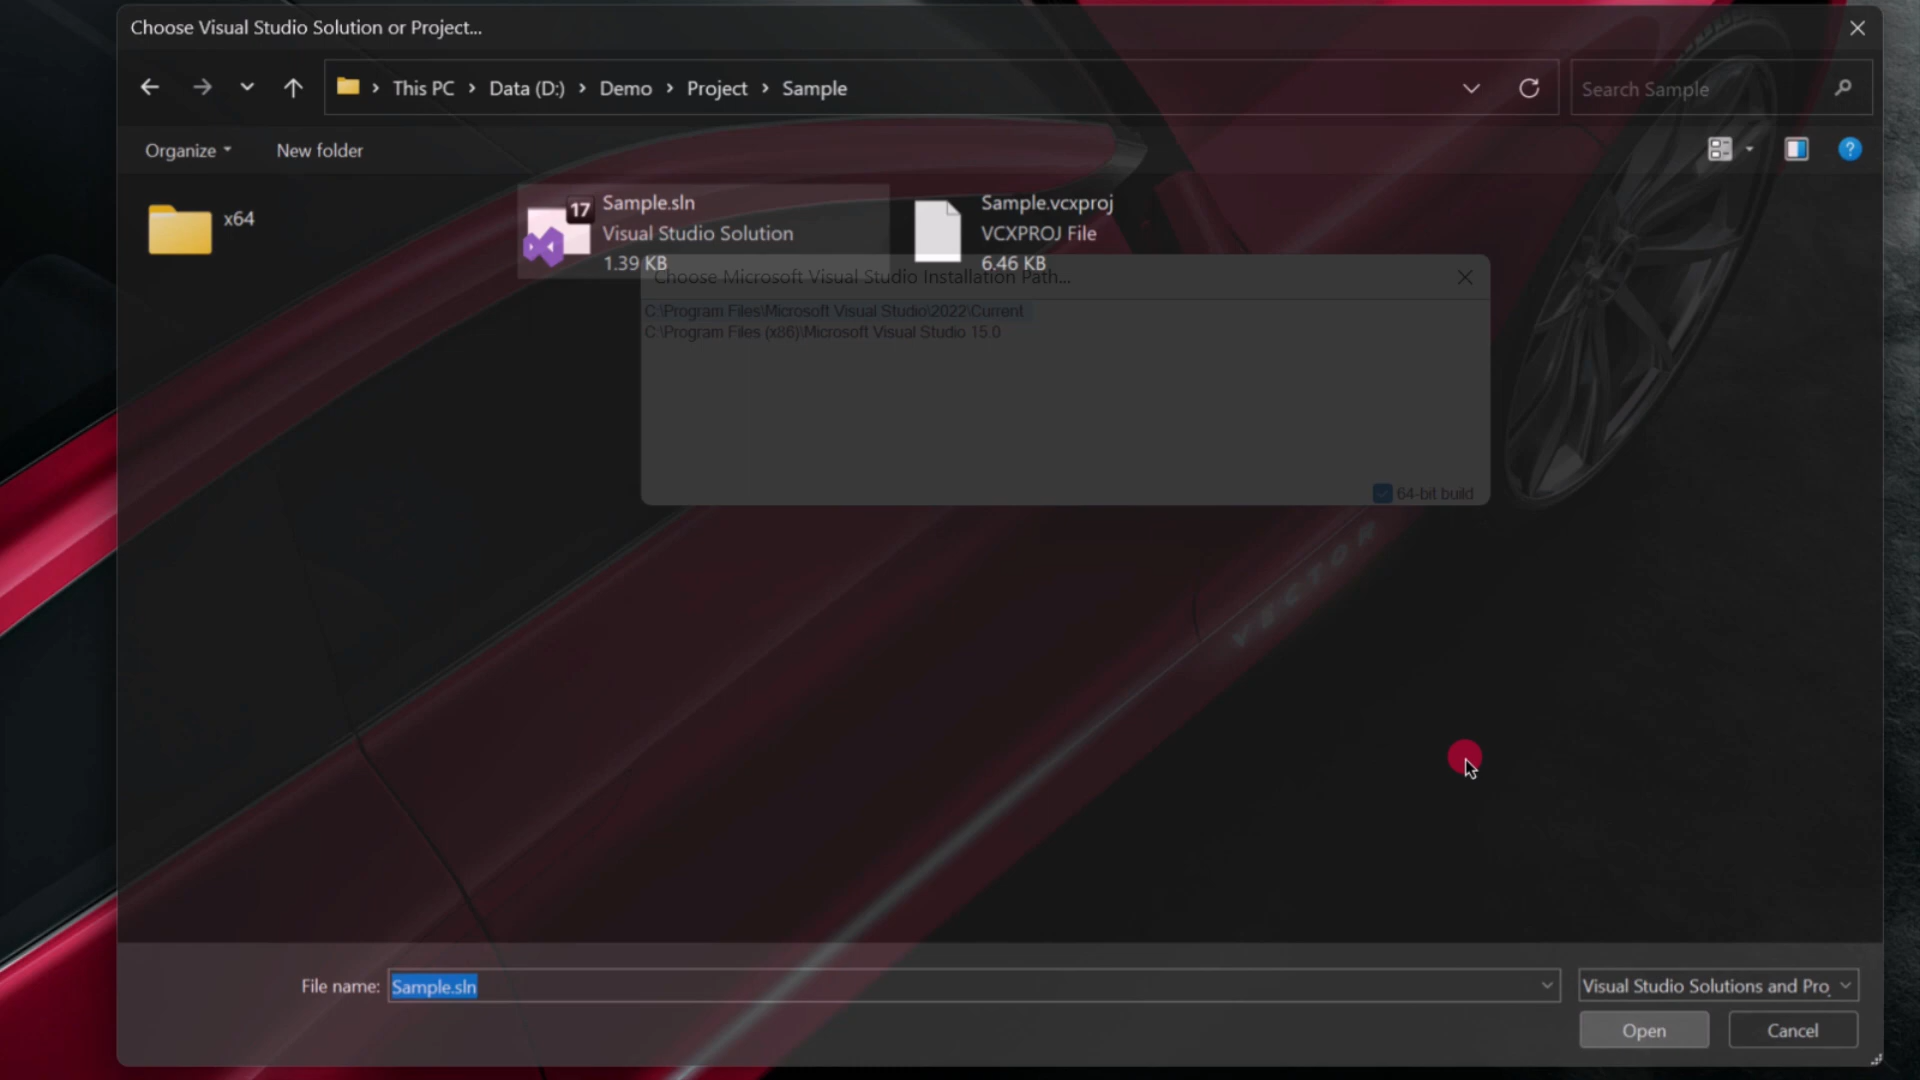 Choose Visual Studio Solution or Project...
This PC > Data (D:) > Demo > Project > Sample
Search Sample
Organize
New folder
x64
17
Sample.sln
Visual Studio Solution
1.39 KB
Sample.vcxproj
VCXPROJ File
6.46 KB
Choose Microsoft Visual Studio Installation Path...
C:\Program Files\Microsoft Visual Studio\2022\Current
C:\Program Files (x86)\Microsoft Visual Studio 15.0
64-bit build
VECTOR
File name: Sample.sln
Visual Studio Solutions and Pro
Open
Cancel